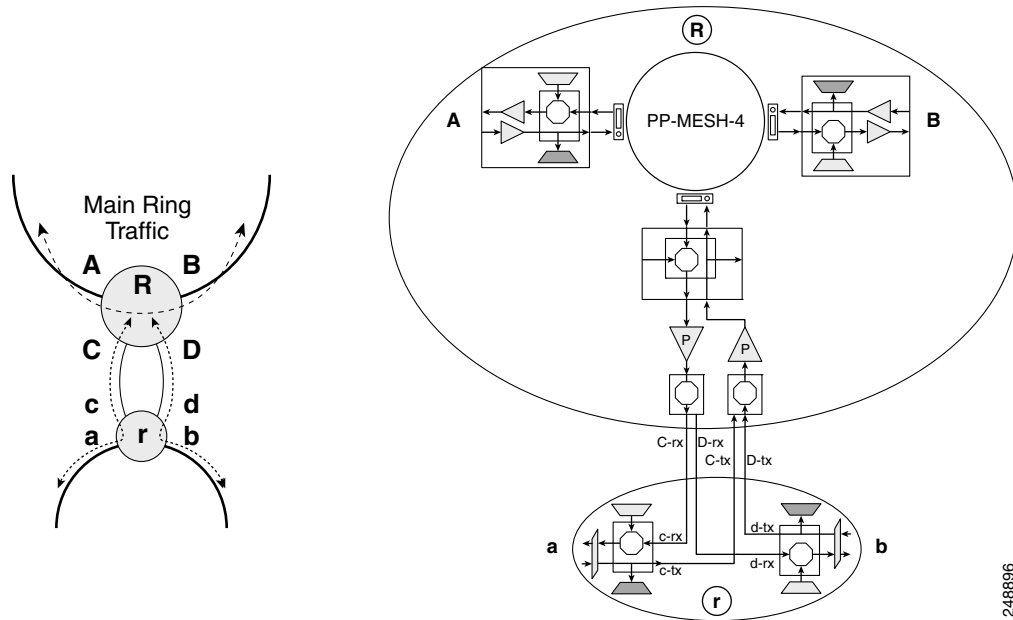 Main Ring
Traffic
A
B
R
C
D
c
d
a
r
b
R
A
PP-MESH-4
B
P
P
C-rx
D-rx
C-tx
D-tx
a
c-rx
c-tx
d-tx
d-rx
b
r
248896